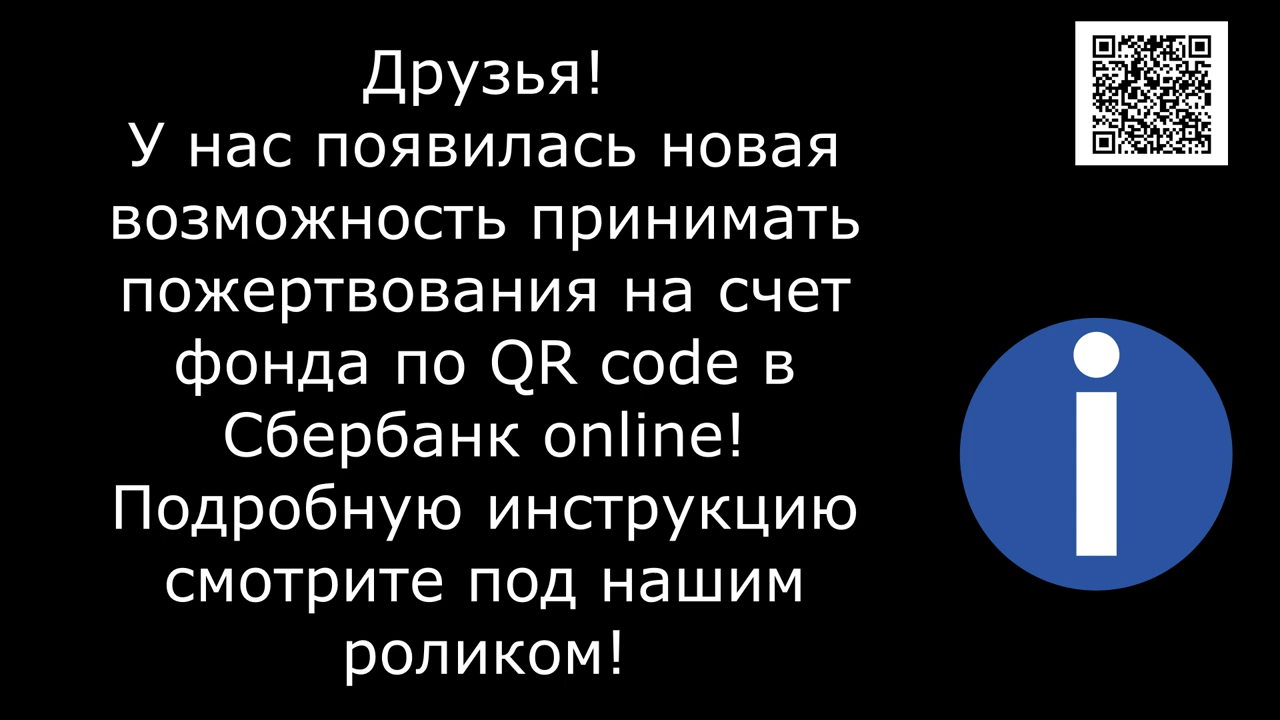 Друзья!
У нас появилась новая
возможность принимать
пожертвования на счет
фонда по QR code в
Сбербанк online!
Подробную инструкцию
смотрите под нашим
роликом!